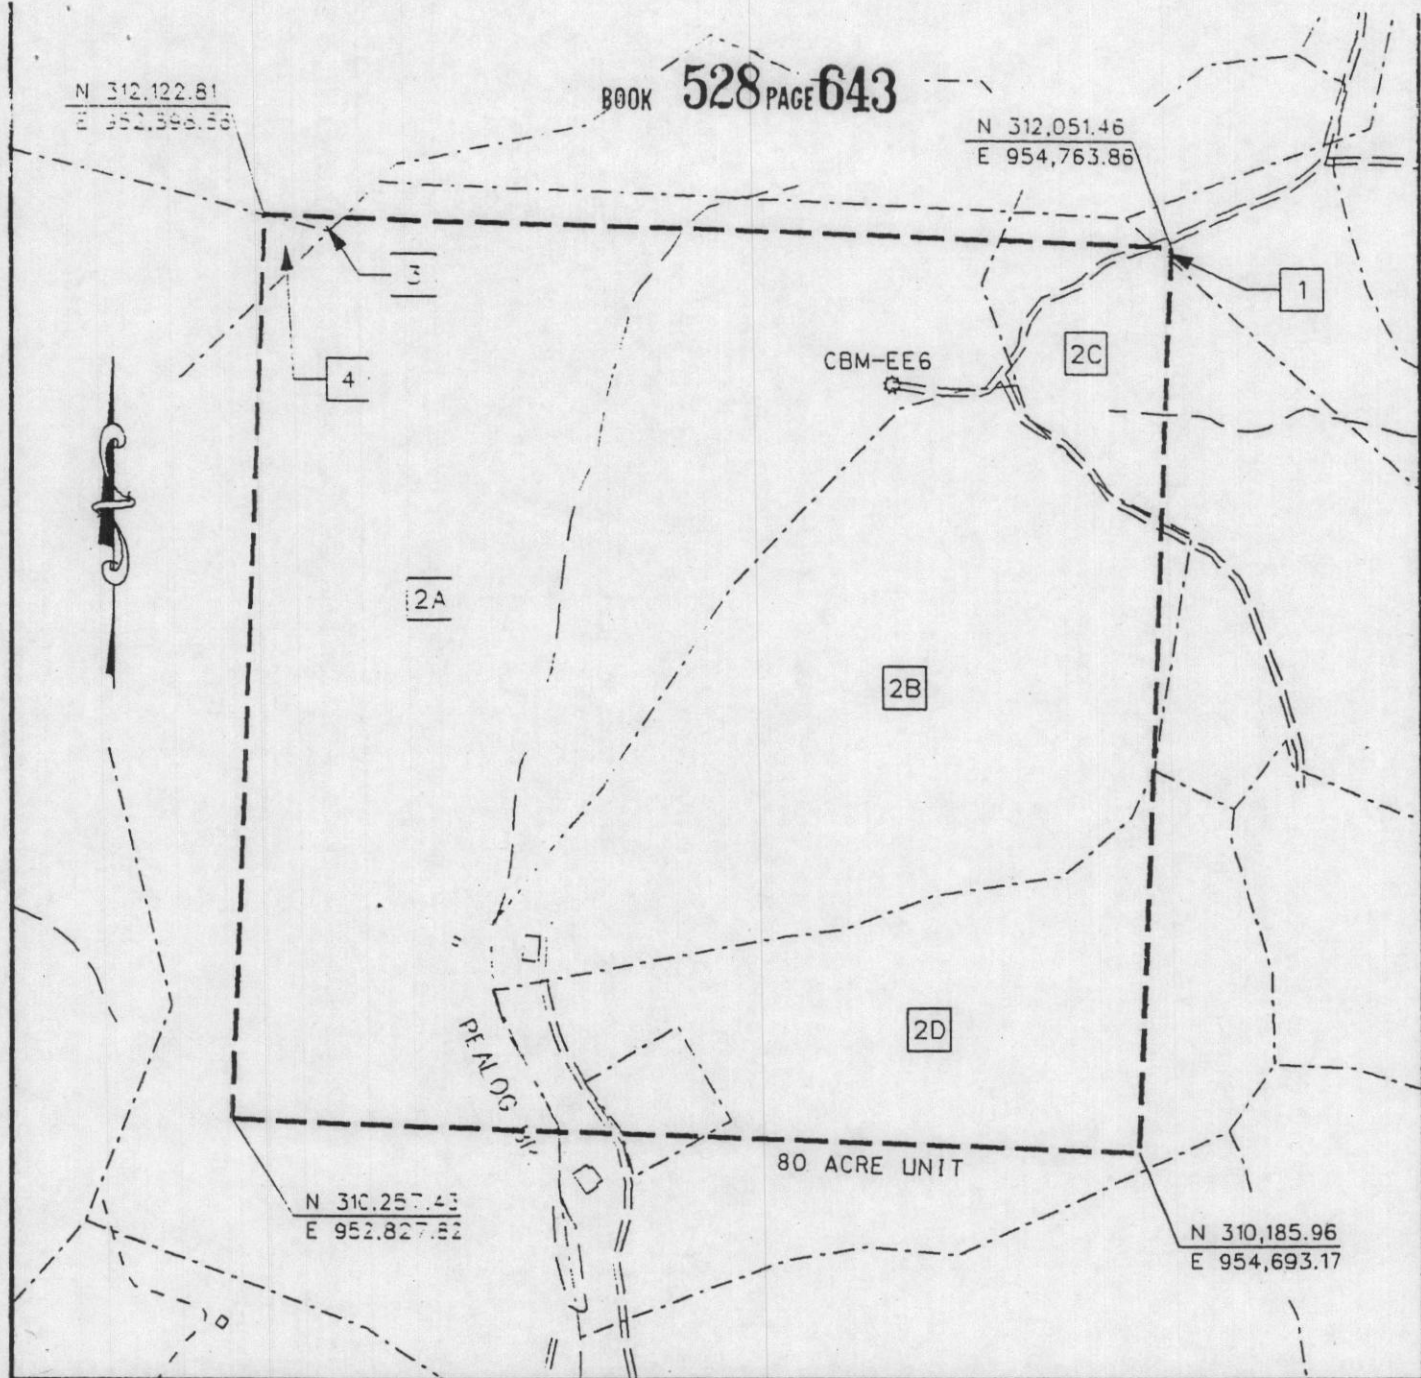 BOOK 528 PAGE 643
N 312,122.81
N 312,051.46
E 954,763.86
3
1
4
2C
CBM-EE6
2A
2B
2D
80 ACRE UNIT
N 310,257.43
E 952,827.82
N 310,185.96
E 954,693.17